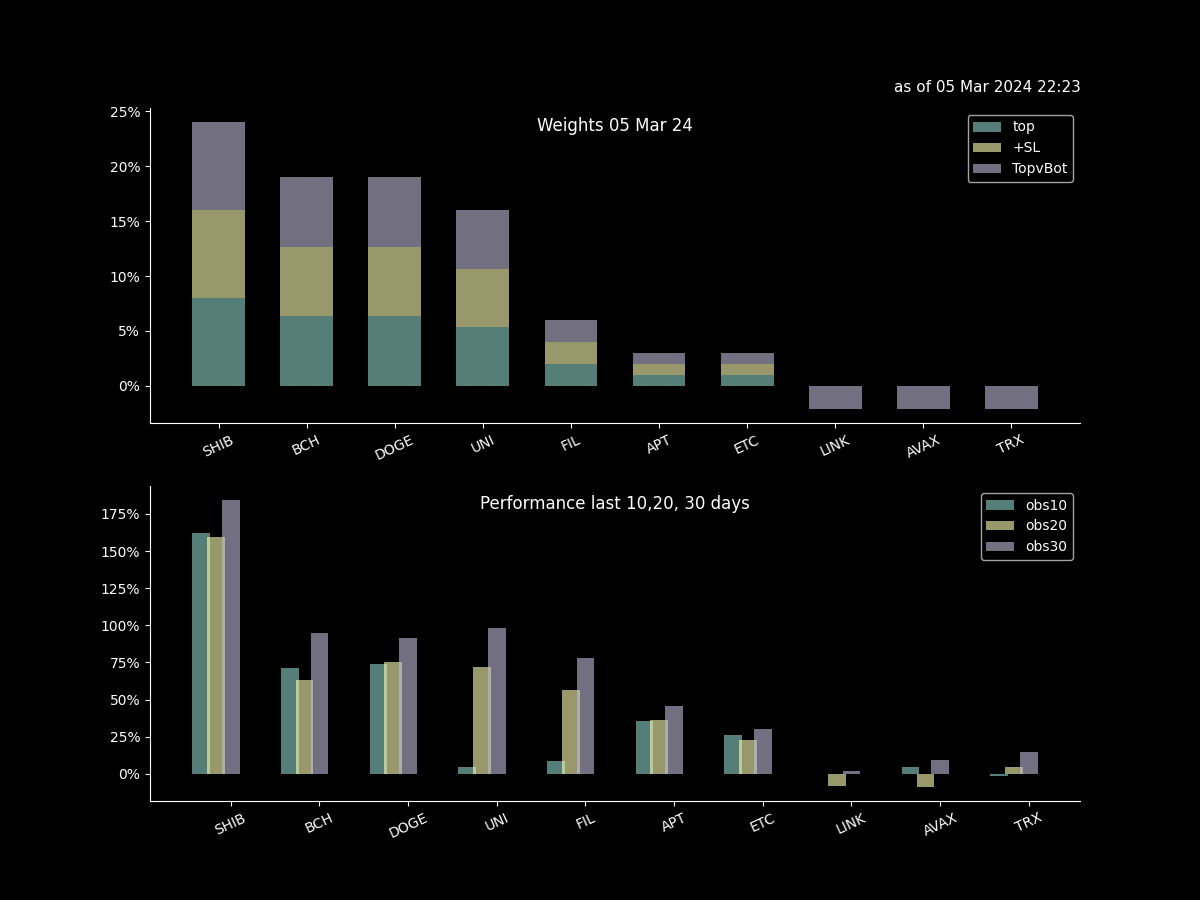 as of 05 Mar 2024 22:23
Weights 05 Mar 24
top
+SL
TopvBot
25%
20%
15%
10%
5%
0%
SHIB BCH DOGE UNI FIL APT ETC LINK AVAX TRX
Performance last 10,20, 30 days
obs10
obs20
obs30
175%
150%
125%
100%
75%
50%
25%
0%
SHIB BCH DOGE UNI FIL APT ETC LINK AVAX TRX